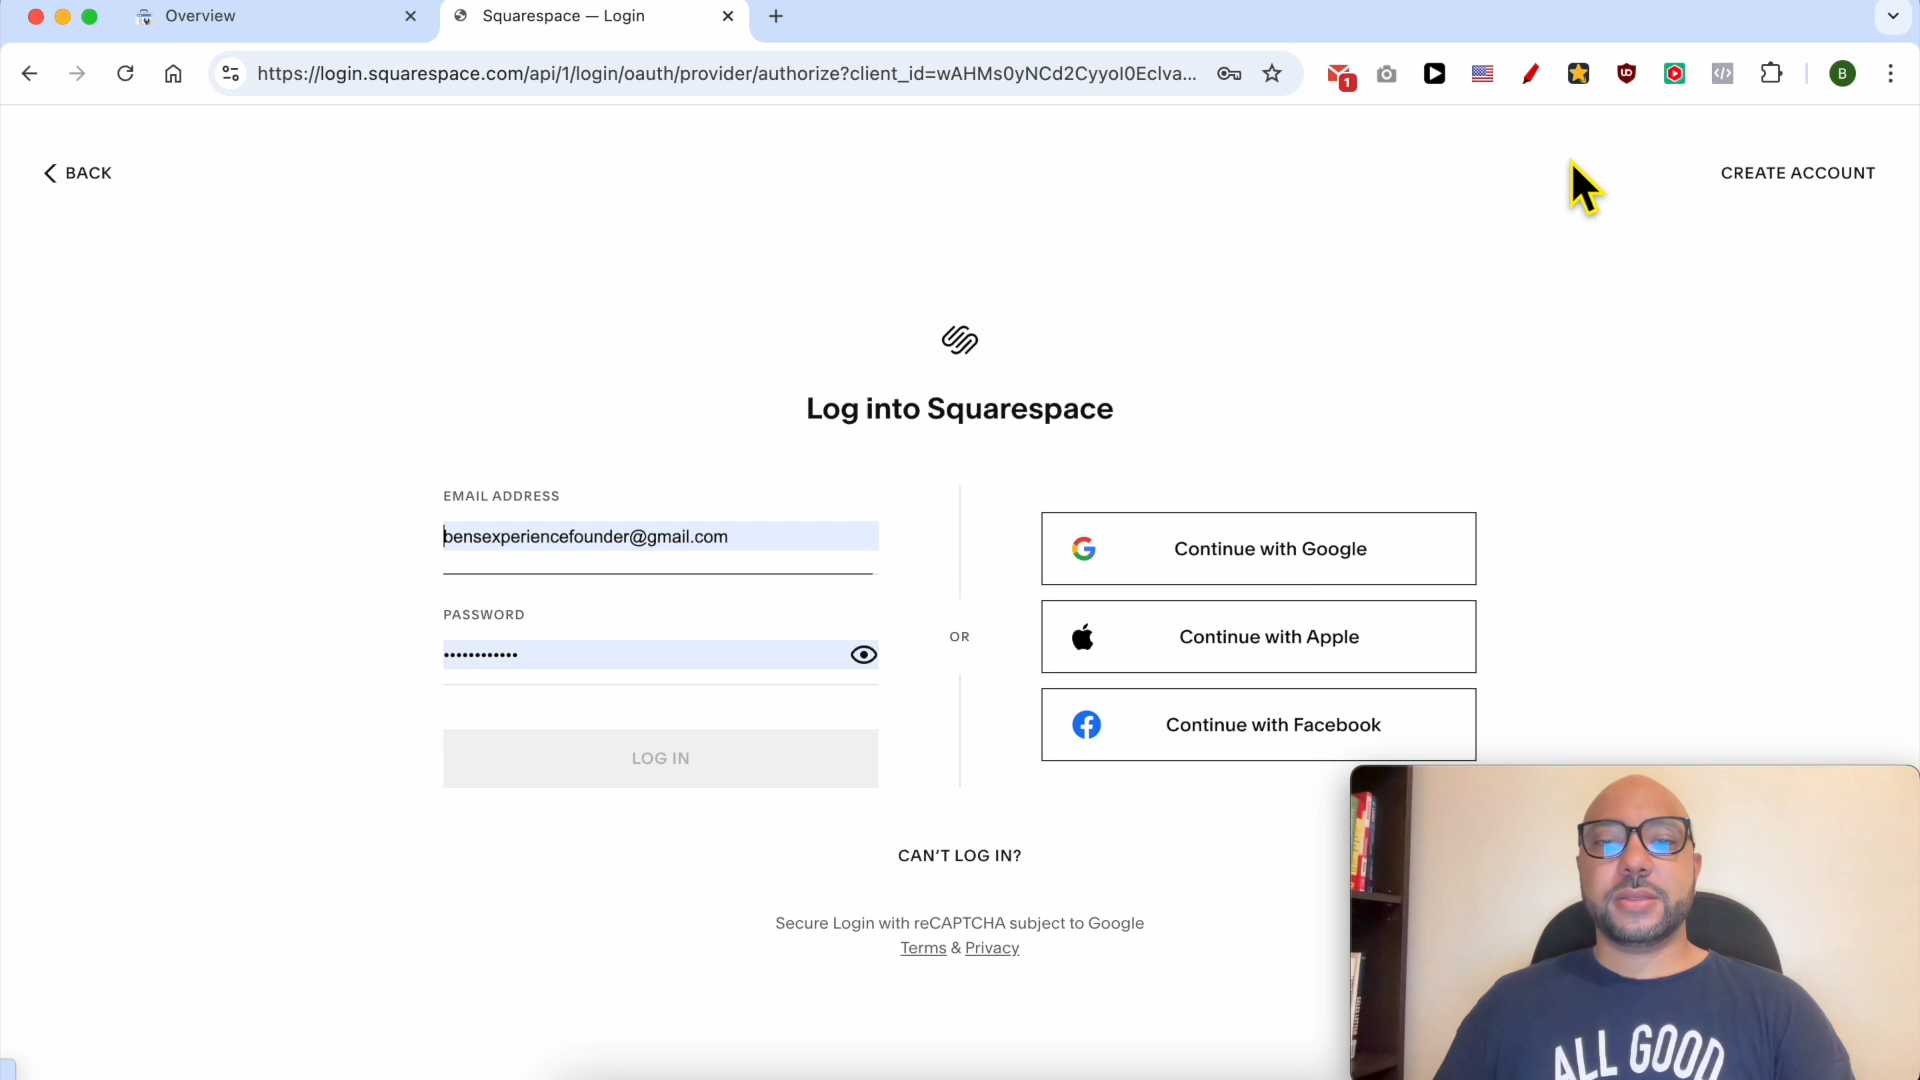 Overview
Squarespace — Login
https://login.squarespace.com/api/1/login/oauth/provider/authorize?client_id=wAHMs0yNCd2CyyoI0Eclva...
1
B
BACK
CREATE ACCOUNT
Log into Squarespace
EMAIL ADDRESS
bensexperiencefounder@gmail.com
PASSWORD
••••••••••••
LOG IN
OR
Continue with Google
Continue with Apple
Continue with Facebook
CAN'T LOG IN?
Secure Login with reCAPTCHA subject to Google
Terms & Privacy
ALL GOOD